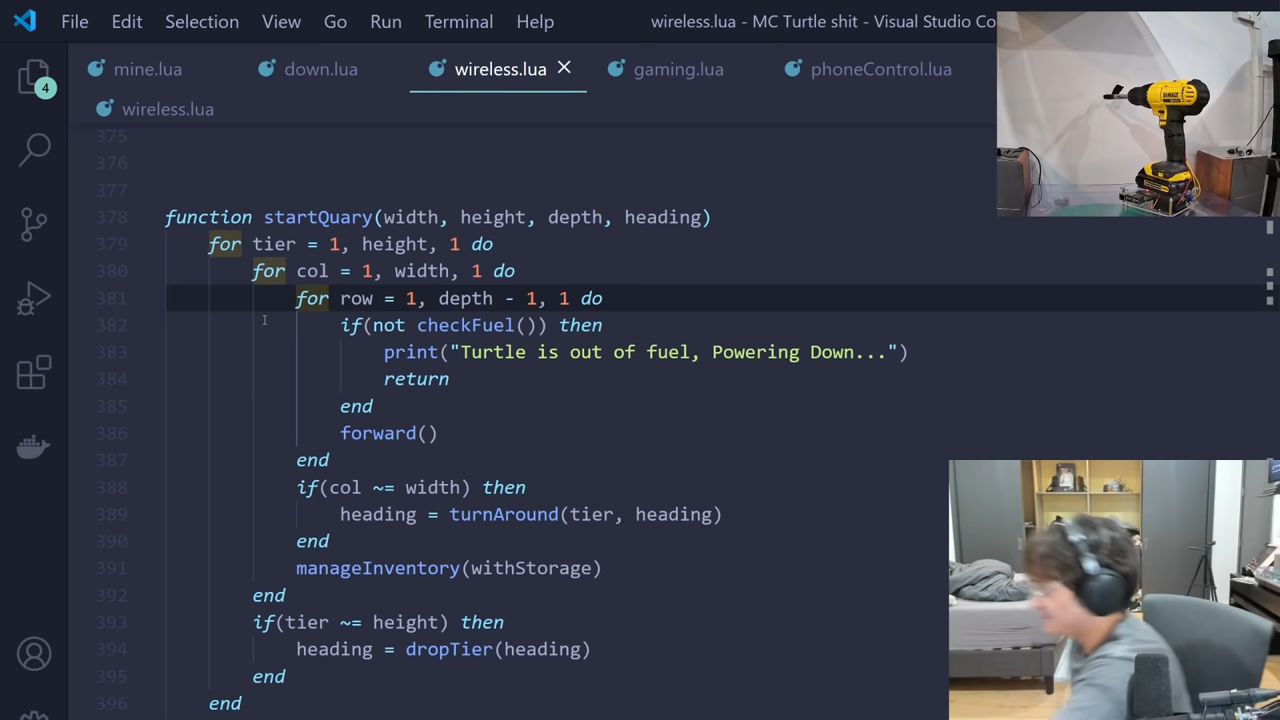 File Edit Selection View Go Run Terminal Help wireless.lua - MC Turtle shit - Visual Studio Co
mine.lua down.lua wireless.lua gaming.lua phoneControl.lua
wireless.lua
4
375
376
377
378 function startQuary(width, height, depth, heading)
379 for tier = 1, height, 1 do
380 for col = 1, width, 1 do
381 for row = 1, depth - 1, 1 do
382 if(not checkFuel()) then
383 print("Turtle is out of fuel, Powering Down...")
384 return
385 end
386 forward()
387 end
388 if(col ~= width) then
389 heading = turnAround(tier, heading)
390 end
391 manageInventory(withStorage)
392 end
393 if(tier ~= height) then
394 heading = dropTier(heading)
395 end
396 end
DEWALT